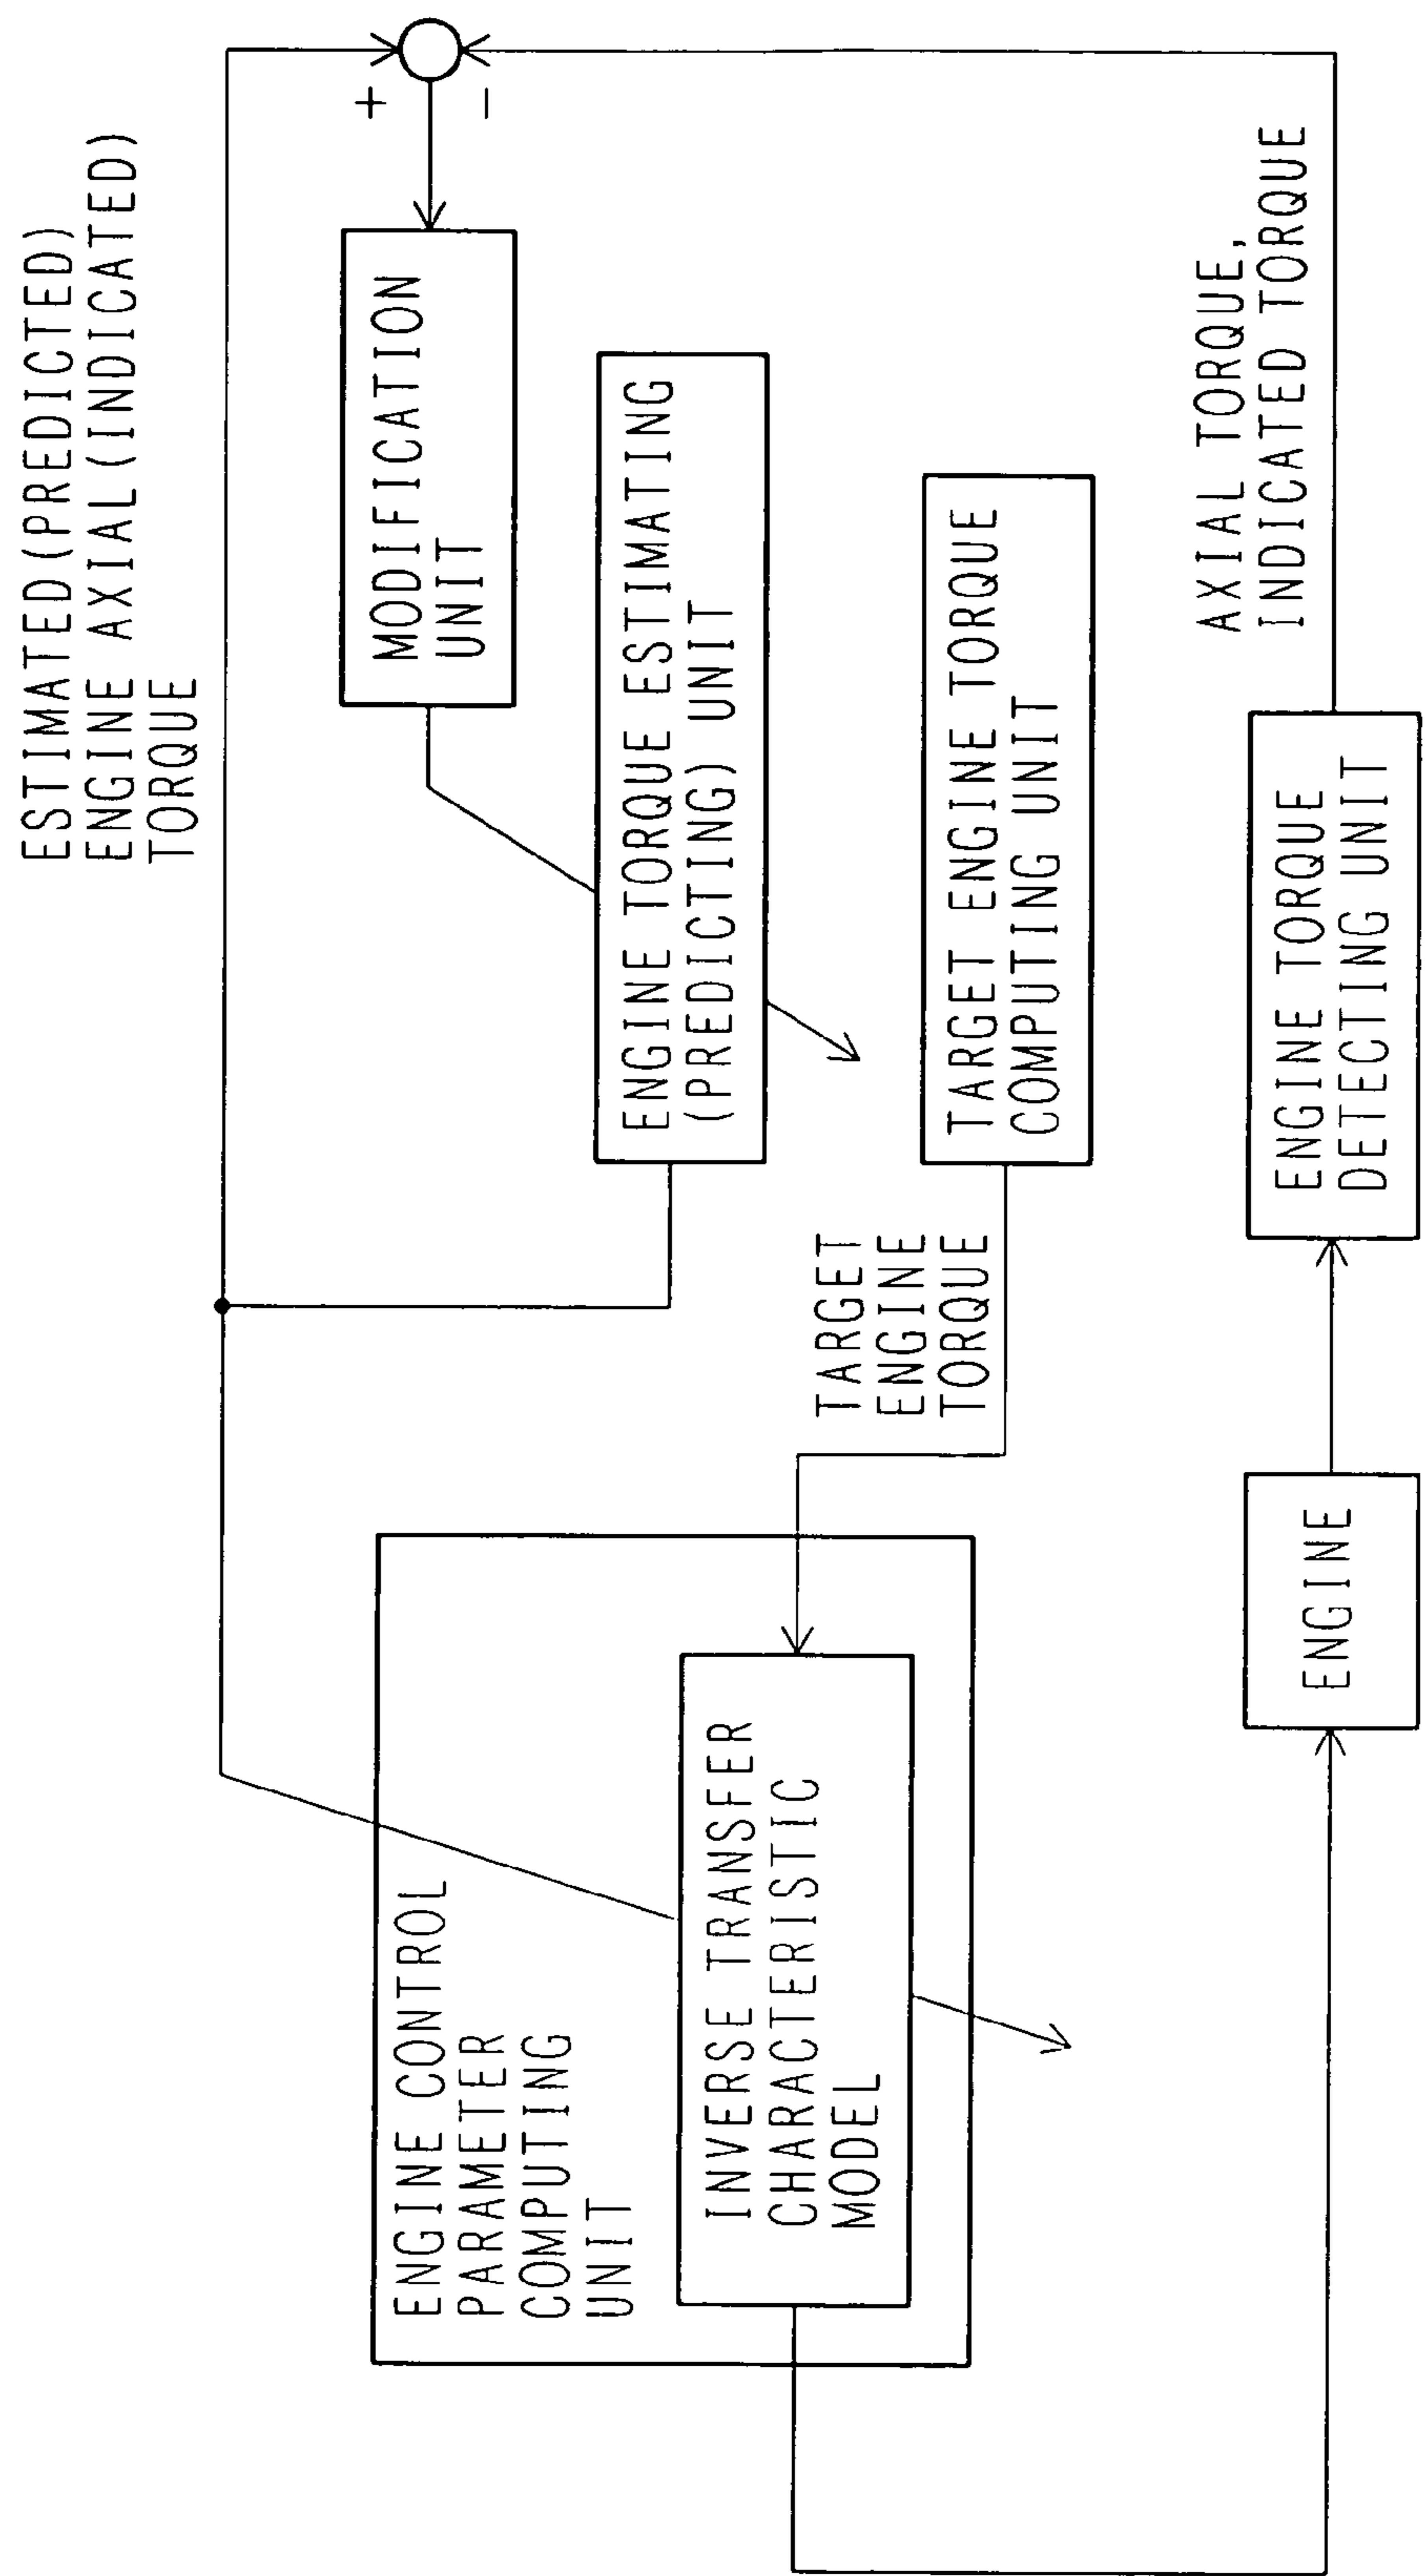 ESTIMATED(PREDICTED)
ENGINE AXIAL(INDICATED)
TORQUE
+
-
MODIFICATION
UNIT
ENGINE TORQUE ESTIMATING
(PREDICTING) UNIT
ENGINE CONTROL
PARAMETER
COMPUTING
UNIT
INVERSE TRANSFER
CHARACTERISTIC
MODEL
TARGET
ENGINE
TORQUE
TARGET ENGINE TORQUE
COMPUTING UNIT
AXIAL TORQUE,
INDICATED TORQUE
ENGINE
ENGINE TORQUE
DETECTING UNIT